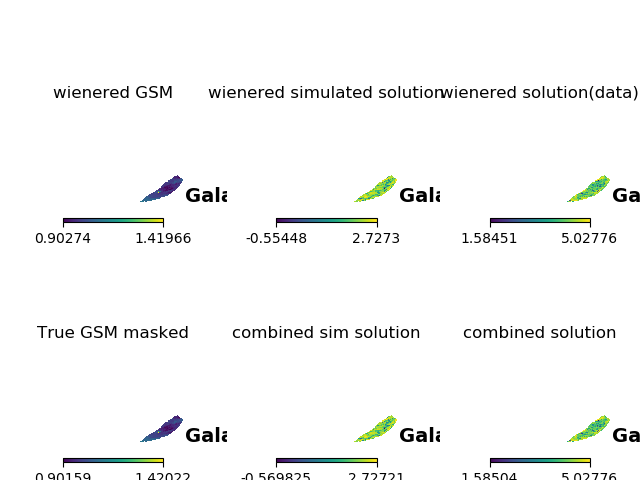 wienered GSM wienered simulated solution wienered solution(data)
Gala Gala Ga
0.90274 1.41966 -0.55448 2.7273 1.58451 5.02776
True GSM masked combined sim solution combined solution
Gala Gala Ga
0.90159 1.42022 -0.569825 2.72721 1.58504 5.02776